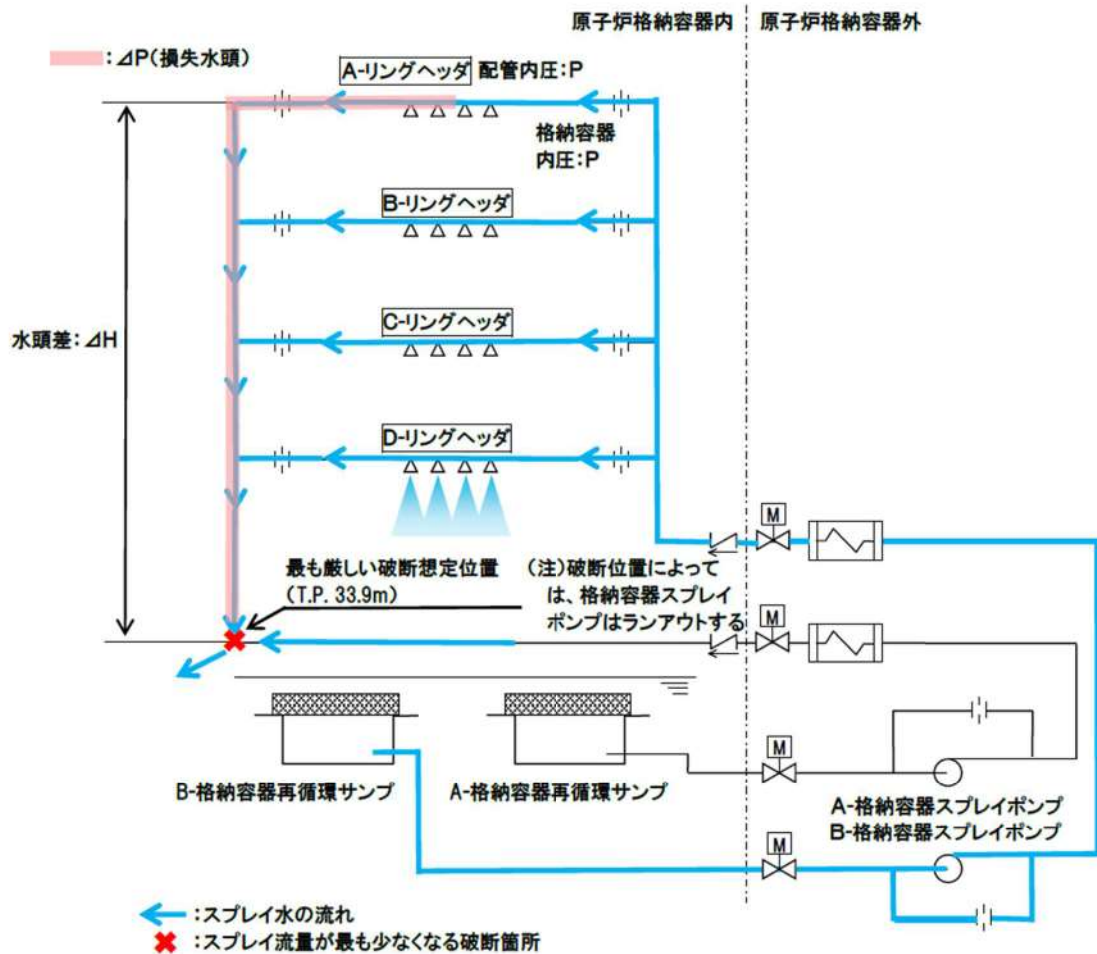 原子炉格納容器内
原子炉格納容器外
:⊿P(損失水頭)
A-リングヘッダ 配管内圧:P
格納容器
内圧:P
B-リングヘッダ
水頭差:⊿H
C-リングヘッダ
D-リングヘッダ
M
最も厳しい破断想定位置
(T.P. 33.9m)
(注)破断位置によって
は、格納容器スプレイ
ポンプはランアウトする
M
M
B-格納容器再循環サンプ
A-格納容器再循環サンプ
A-格納容器スプレイポンプ
B-格納容器スプレイポンプ
M
:スプレイ水の流れ
:スプレイ流量が最も少なくなる破断箇所